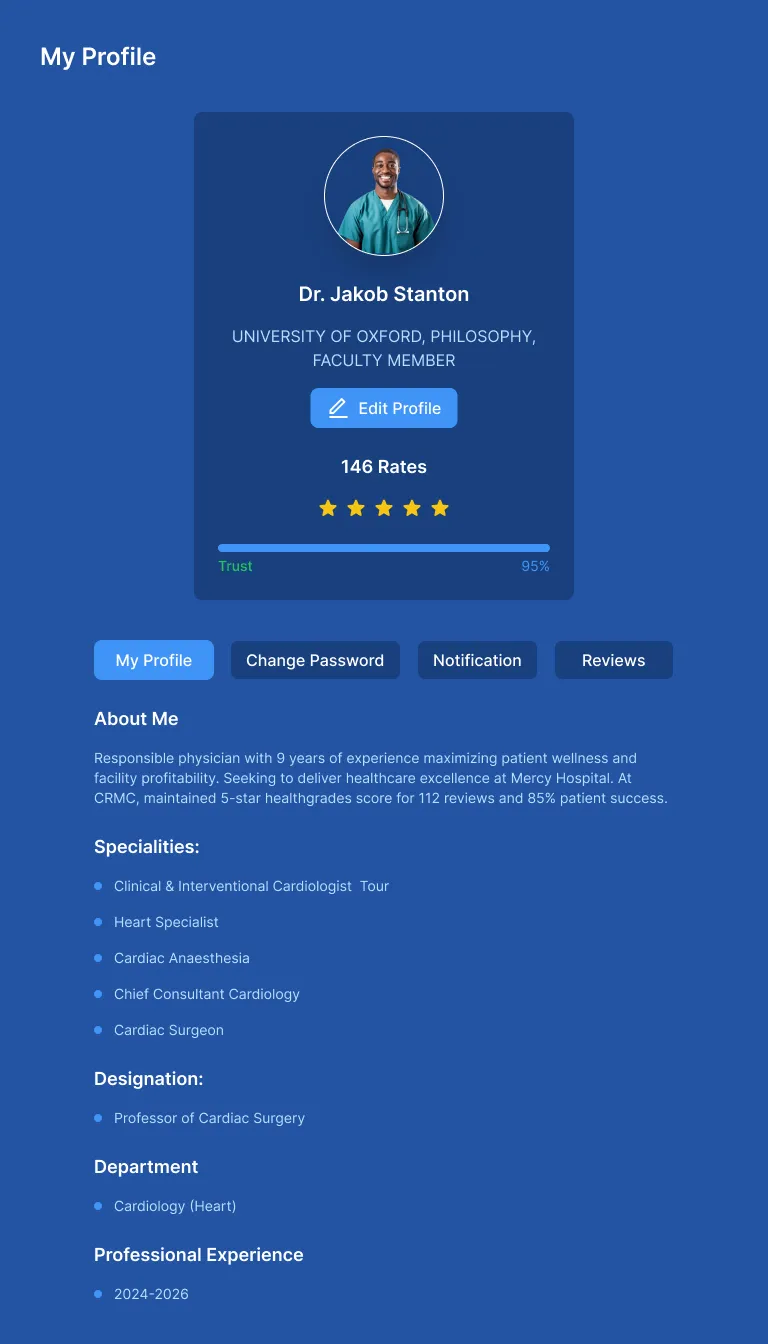 My Profile
Dr. Jakob Stanton
UNIVERSITY OF OXFORD, PHILOSOPHY,
FACULTY MEMBER
Edit Profile
146 Rates
Trust 95%
My Profile Change Password Notification Reviews
About Me
Responsible physician with 9 years of experience maximizing patient wellness and
facility profitability. Seeking to deliver healthcare excellence at Mercy Hospital. At
CRMC, maintained 5-star healthgrades score for 112 reviews and 85% patient success.
Specialities:
Clinical & Interventional Cardiologist  Tour
Heart Specialist
Cardiac Anaesthesia
Chief Consultant Cardiology
Cardiac Surgeon
Designation:
Professor of Cardiac Surgery
Department
Cardiology (Heart)
Professional Experience
2024-2026